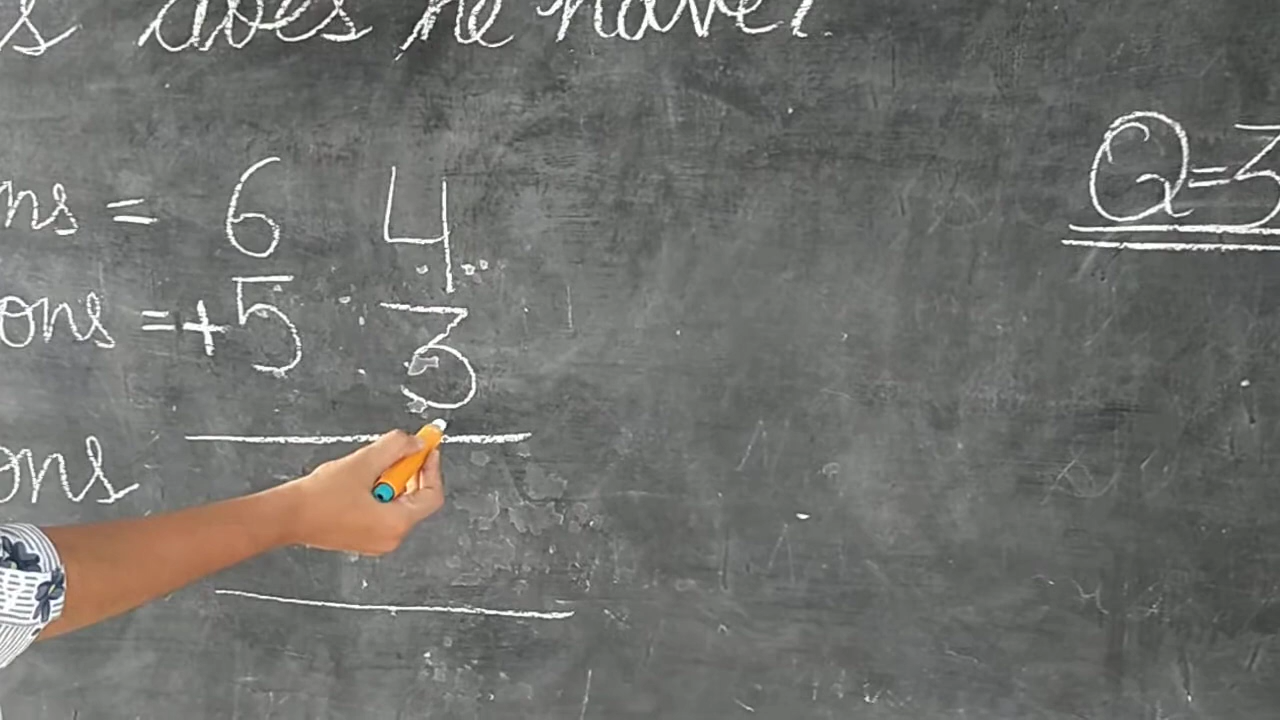 s does he have?
ns = 6 4
ons = +5 3
ons
Q=3